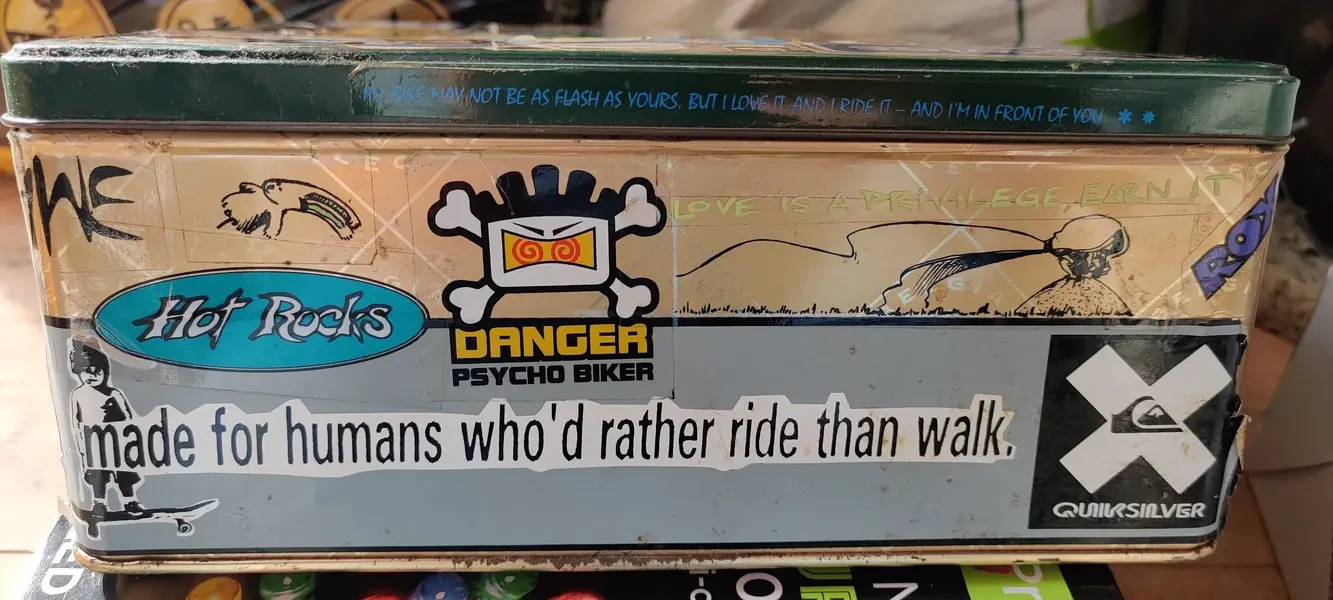 MY BIKE MAY NOT BE AS FLASH AS YOURS, BUT I LOVE IT AND I RIDE IT – AND I'M IN FRONT OF YOU **
LOVE IS A PRIVILEGE, EARN IT
Hot Rocks
DANGER
PSYCHO BIKER
made for humans who'd rather ride than walk.
QUIKSILVER